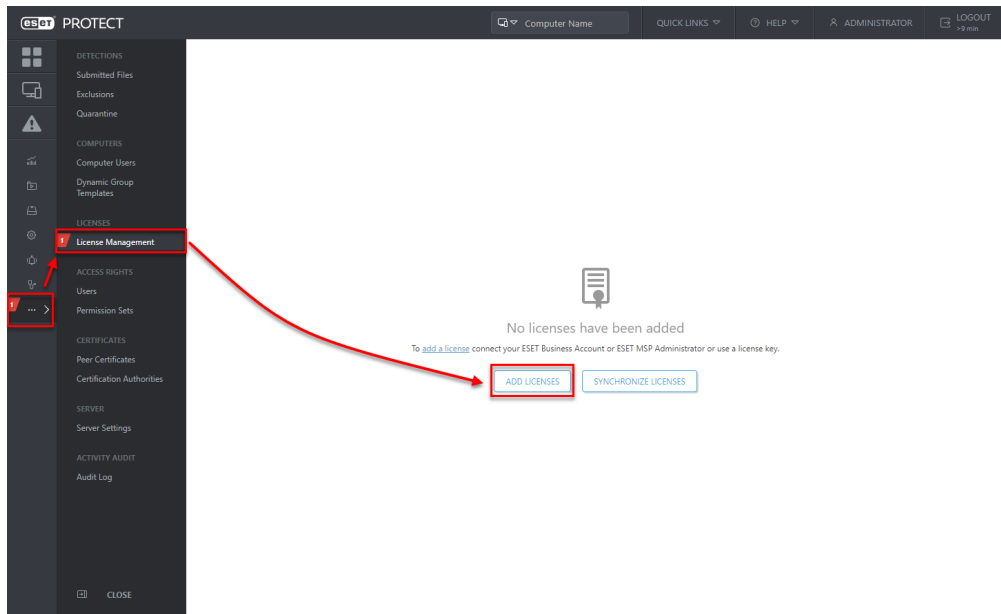 eset PROTECT
Computer Name
QUICK LINKS
HELP
ADMINISTRATOR
LOGOUT
>9 min
DETECTIONS
Submitted Files
Exclusions
Quarantine
COMPUTERS
Computer Users
Dynamic Group
Templates
LICENSES
1 License Management
ACCESS RIGHTS
Users
1 ... >
Permission Sets
CERTIFICATES
Peer Certificates
Certification Authorities
SERVER
Server Settings
ACTIVITY AUDIT
Audit Log
CLOSE
No licenses have been added
To add a license connect your ESET Business Account or ESET MSP Administrator or use a license key.
ADD LICENSES
SYNCHRONIZE LICENSES